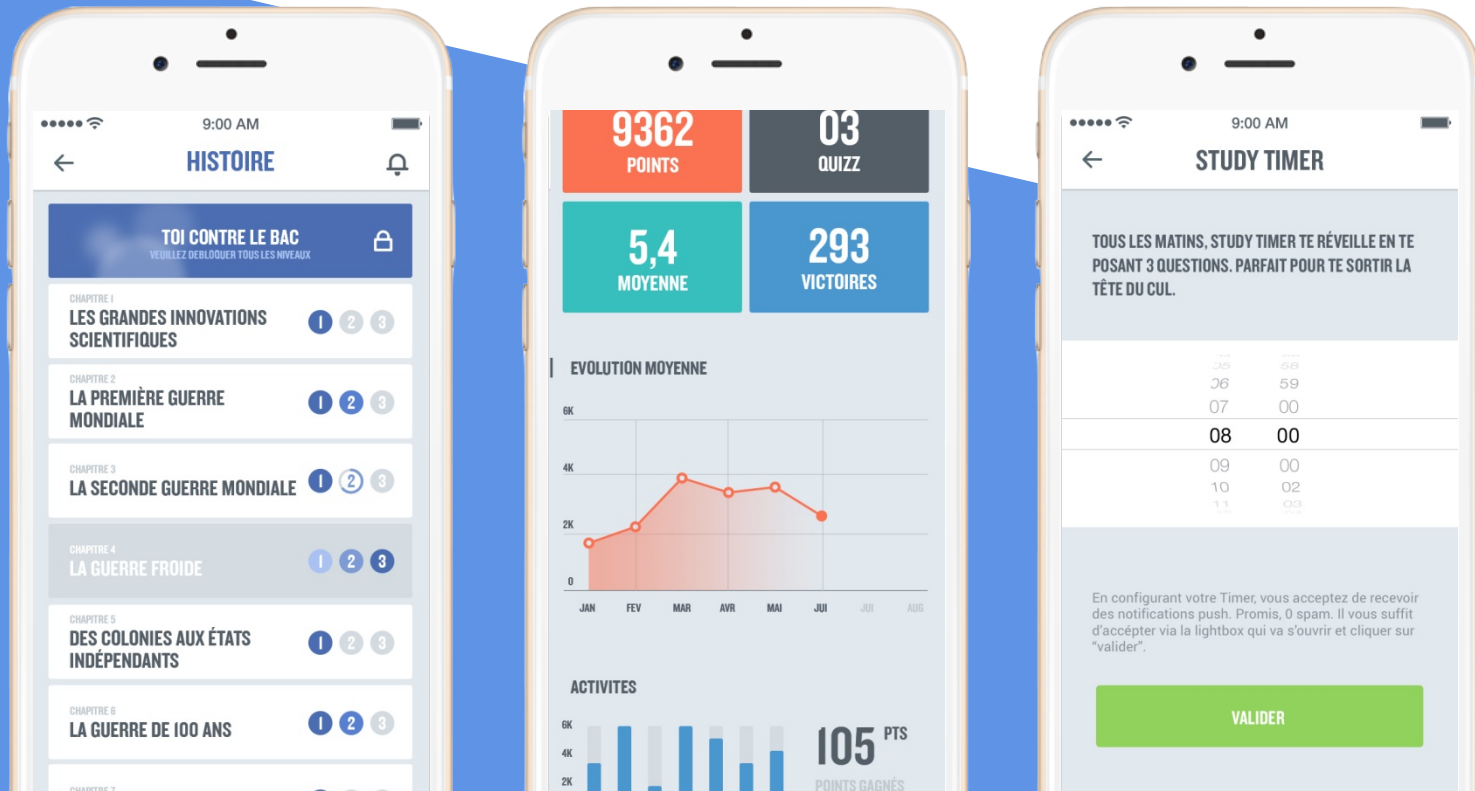 9:00 AM
HISTOIRE
TOI CONTRE LE BAC
VEUILLEZ DEBLOQUER TOUS LES NIVEAUX
CHAPITRE 1
LES GRANDES INNOVATIONS
SCIENTIFIQUES
1 2 3
CHAPITRE 2
LA PREMIÈRE GUERRE
MONDIALE
1 2 3
CHAPITRE 3
LA SECONDE GUERRE MONDIALE
1 2 3
CHAPITRE 4
LA GUERRE FROIDE
1 2 3
CHAPITRE 5
DES COLONIES AUX ÉTATS
INDÉPENDANTS
1 2 3
CHAPITRE 6
LA GUERRE DE 100 ANS
1 2 3
CHAPITRE 7
9362
POINTS
03
QUIZZ
5,4
MOYENNE
293
VICTOIRES
EVOLUTION MOYENNE
6K
4K
2K
0
JAN FEV MAR AVR MAI JUI JUI AUG
ACTIVITES
6K
4K
2K
105 PTS
POINTS GAGNÉS
9:00 AM
STUDY TIMER
TOUS LES MATINS, STUDY TIMER TE RÉVEILLE EN TE
POSANT 3 QUESTIONS. PARFAIT POUR TE SORTIR LA
TÊTE DU CUL.
05 58
06 59
07 00
08 00
09 00
10 02
11 03
En configurant votre Timer, vous acceptez de recevoir
des notifications push. Promis, 0 spam. Il vous suffit
d'accépter via la lightbox qui va s'ouvrir et cliquer sur
"valider".
VALIDER